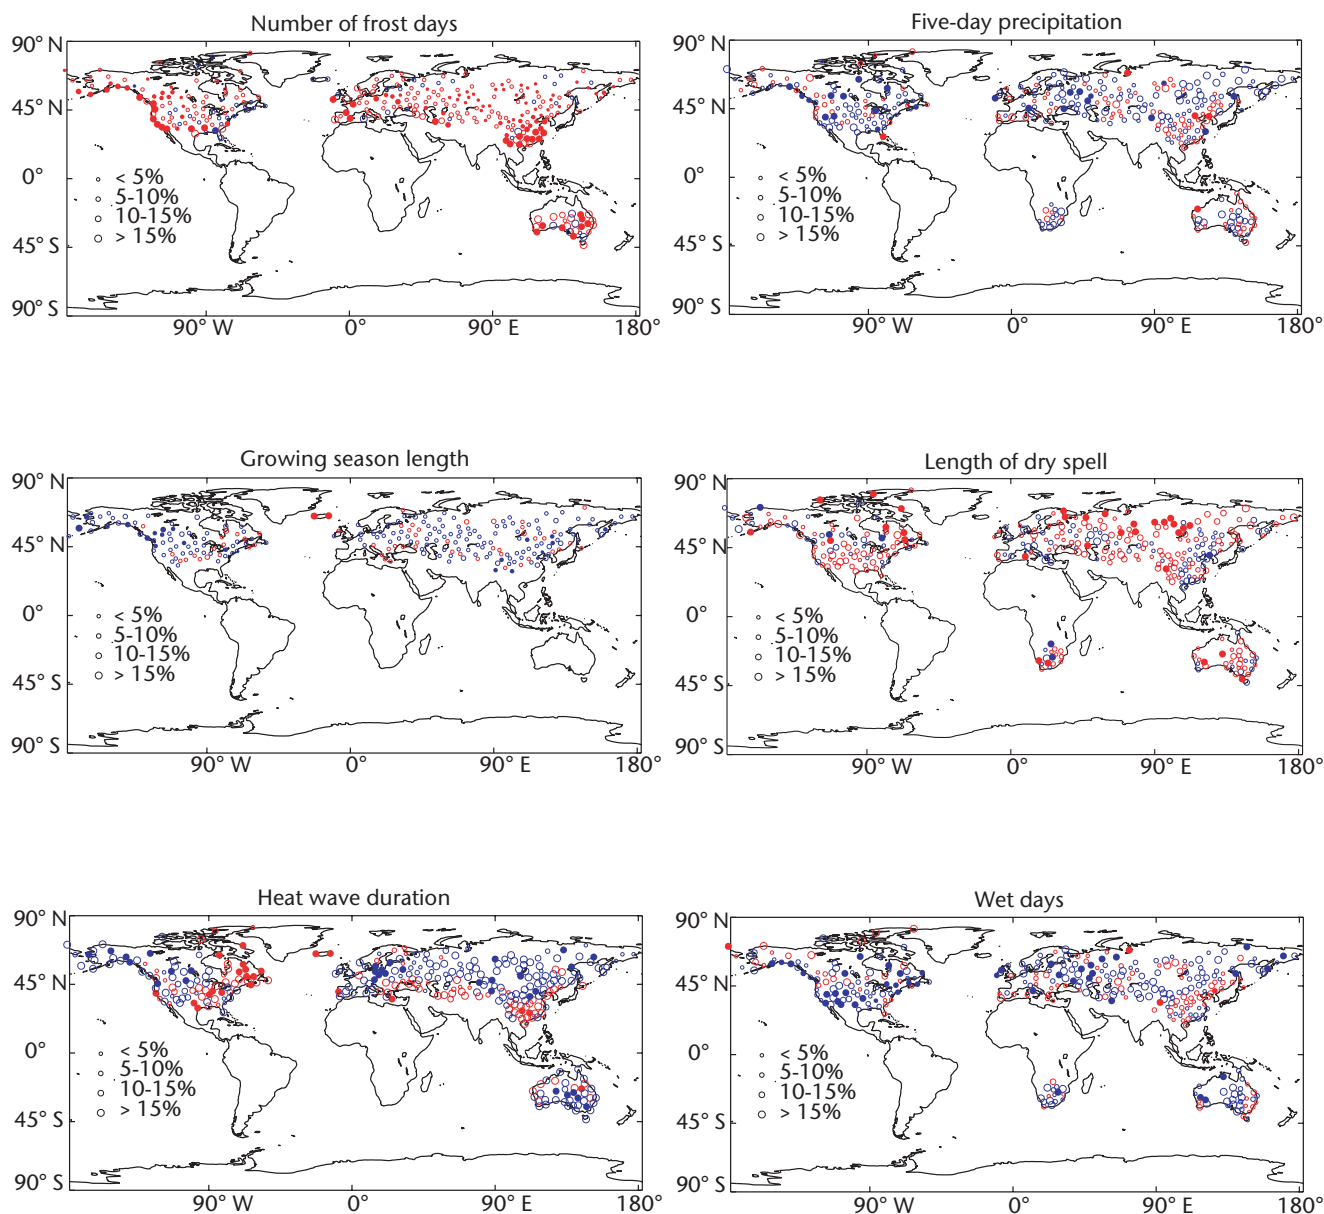 Number of frost days
90° N
45° N
0°
45° S
90° S
< 5%
5-10%
10-15%
> 15%
90° W
0°
90° E
180°
Five-day precipitation
90° N
45° N
0°
45° S
90° S
< 5%
5-10%
10-15%
> 15%
90° W
0°
90° E
180°
Growing season length
90° N
45° N
0°
45° S
90° S
< 5%
5-10%
10-15%
> 15%
90° W
0°
90° E
180°
Length of dry spell
90° N
45° N
0°
45° S
90° S
< 5%
5-10%
10-15%
> 15%
90° W
0°
90° E
180°
Heat wave duration
90° N
45° N
0°
45° S
90° S
< 5%
5-10%
10-15%
> 15%
90° W
0°
90° E
180°
Wet days
90° N
45° N
0°
45° S
90° S
< 5%
5-10%
10-15%
> 15%
90° W
0°
90° E
180°